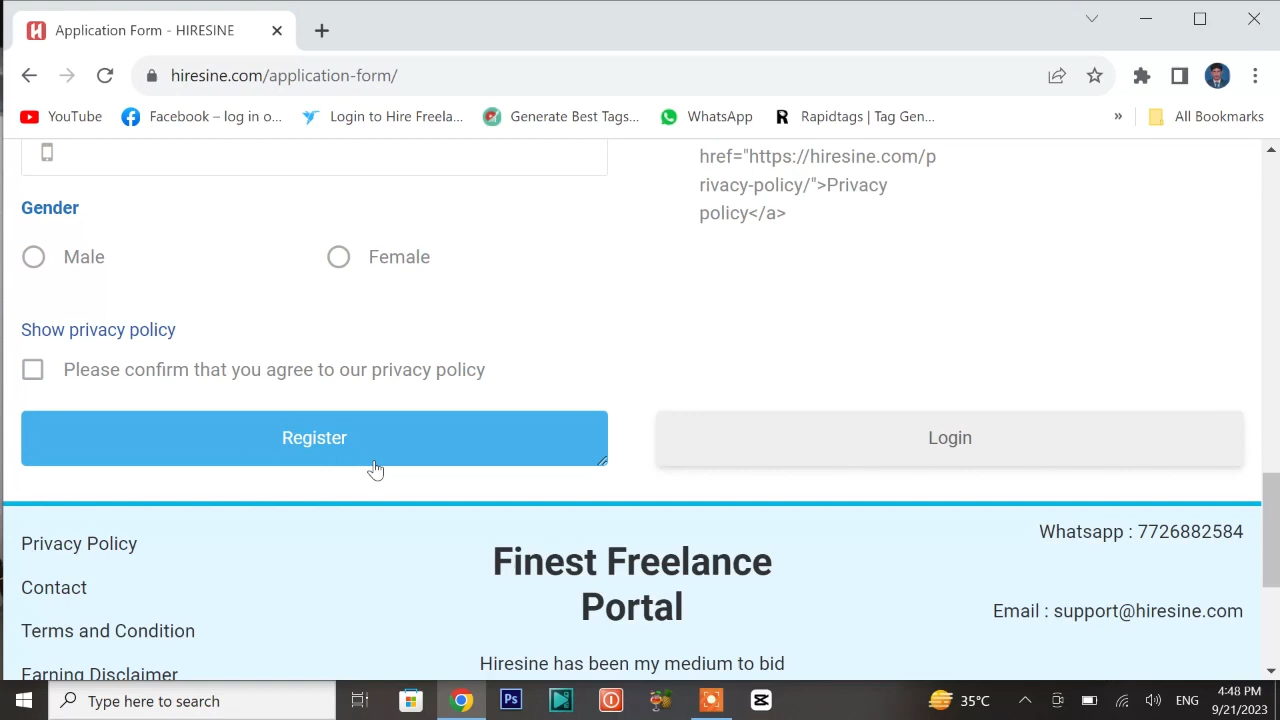 Application Form - HIRESINE
hiresine.com/application-form/
YouTube
Facebook – log in o...
Login to Hire Freela...
Generate Best Tags...
WhatsApp
Rapidtags | Tag Gen...
»
All Bookmarks
href="https://hiresine.com/p
rivacy-policy/">Privacy
policy</a>
Gender
Male
Female
Show privacy policy
Please confirm that you agree to our privacy policy
Register
Login
Privacy Policy
Contact
Terms and Condition
Earning Disclaimer
Finest Freelance
Portal
Hiresine has been my medium to bid
Whatsapp : 7726882584
Email : support@hiresine.com
Type here to search
Ps
35°C
ENG
4:48 PM
9/21/2023